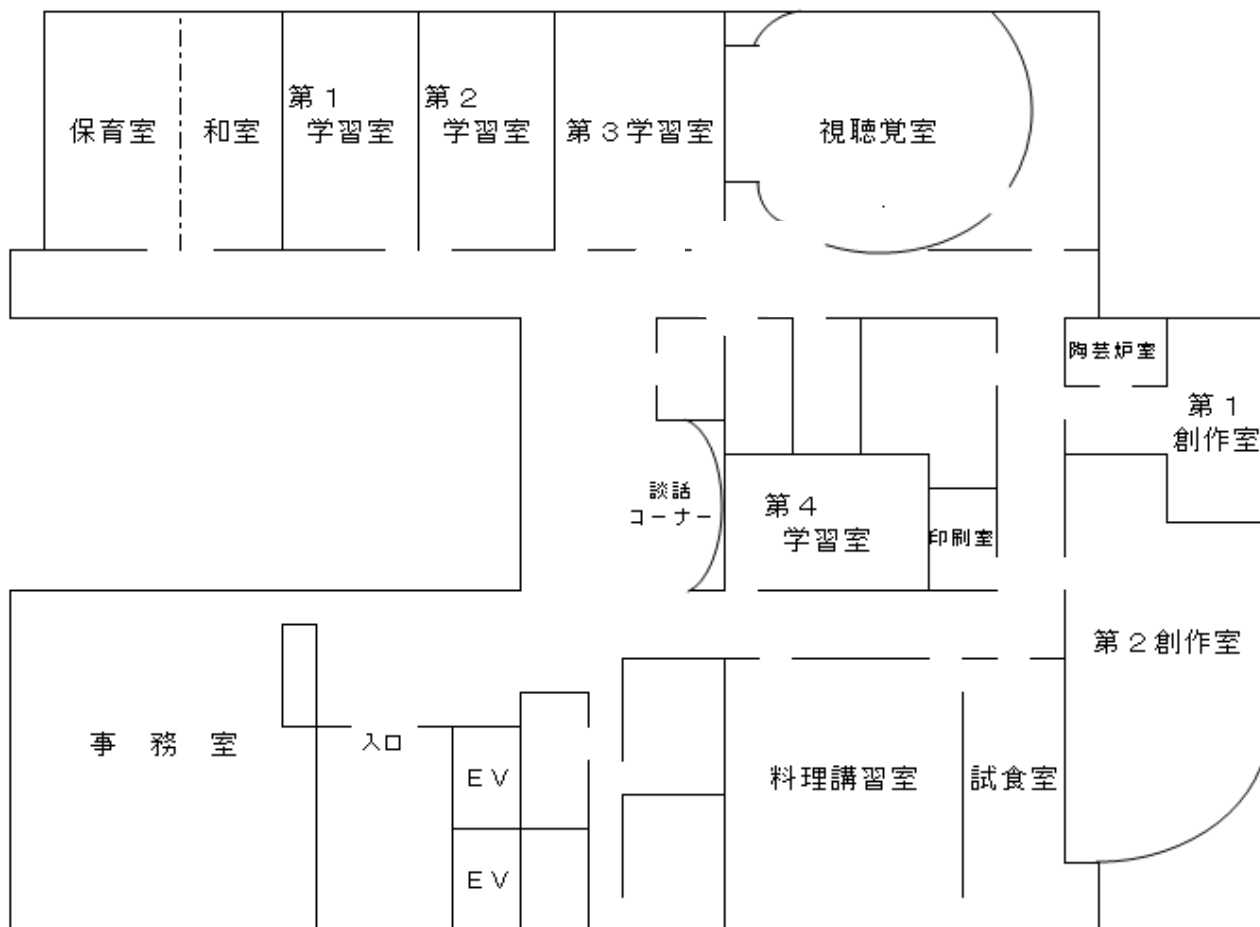 保育室
和室
第１
学習室
第２
学習室
第３学習室
視聴覚室
陶芸炉室
第１
創作室
談話
コーナー
第４
学習室
印刷室
第２創作室
事　務　室
入口
ＥＶ
料理講習室
試食室
ＥＶ